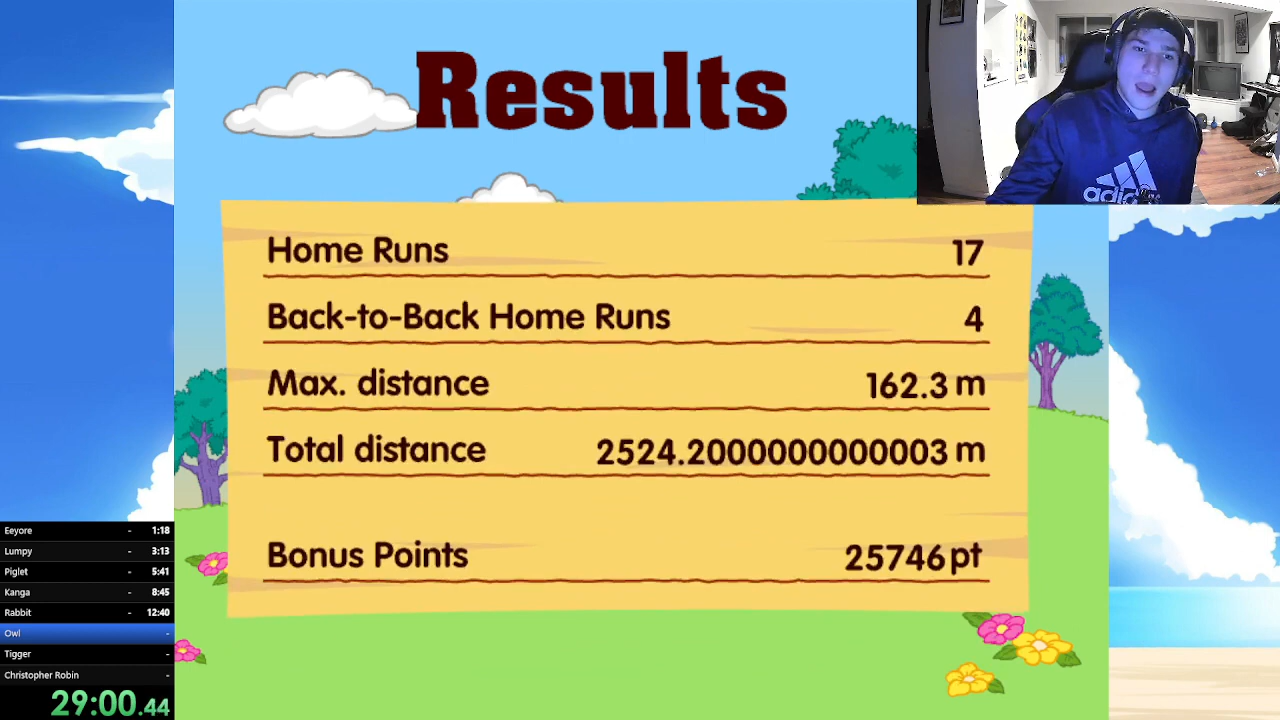 Results
Home Runs 17
Back-to-Back Home Runs 4
Max. distance 162.3 m
Total distance 2524.2000000000003 m
Bonus Points 25746 pt
adidas
Eeyore - 1:18
Lumpy - 3:13
Piglet - 5:41
Kanga - 8:45
Rabbit - 12:40
Owl -
Tigger -
Christopher Robin -
29:00.44